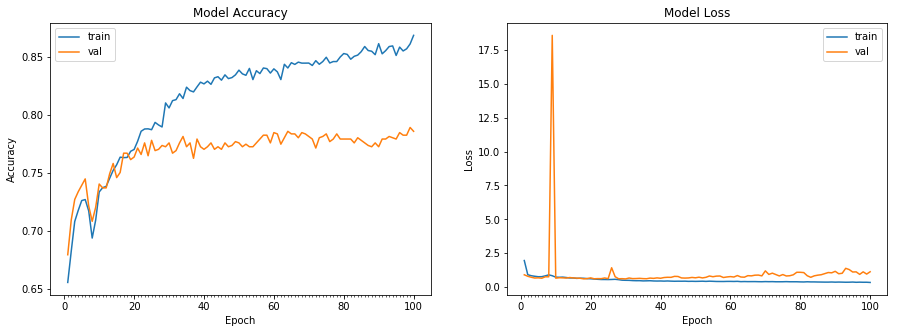 Model Accuracy
train
val
0.85
0.80
0.75
0.70
0.65
Accuracy
0 20 40 60 80 100
Epoch
Model Loss
train
val
17.5
15.0
12.5
10.0
7.5
5.0
2.5
0.0
Loss
0 20 40 60 80 100
Epoch